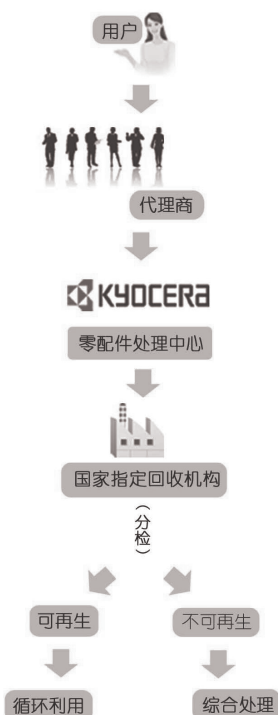 用户
代理商
KYOCERA
零配件处理中心
国家指定回收机构
（分检）
可再生
不可再生
循环利用
综合处理